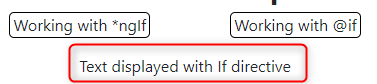 Working with *ngIf
Working with @if
Text displayed with If directive